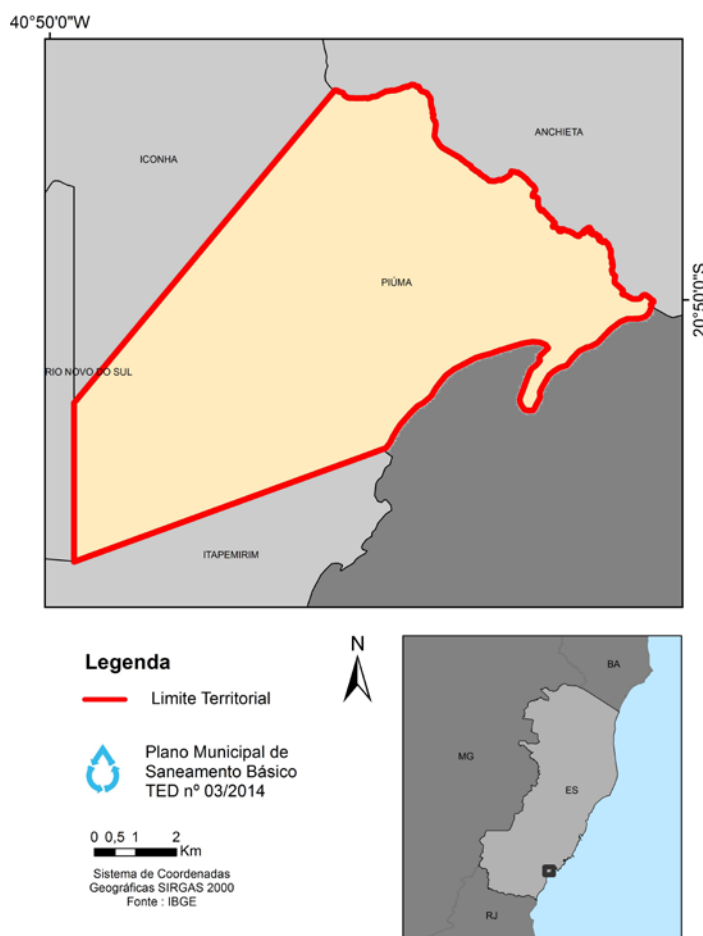 40°50'0"W
ANCHIETA
ICONHA
PIÚMA
20°50'0"S
RIO NOVO DO SUL
ITAPEMIRIM
Legenda
Limite Territorial
Plano Municipal de
Saneamento Básico
TED nº 03/2014
0 0,5 1 2
Km
Sistema de Coordenadas
Geográficas SIRGAS 2000
Fonte : IBGE
N
BA
MG
ES
RJ